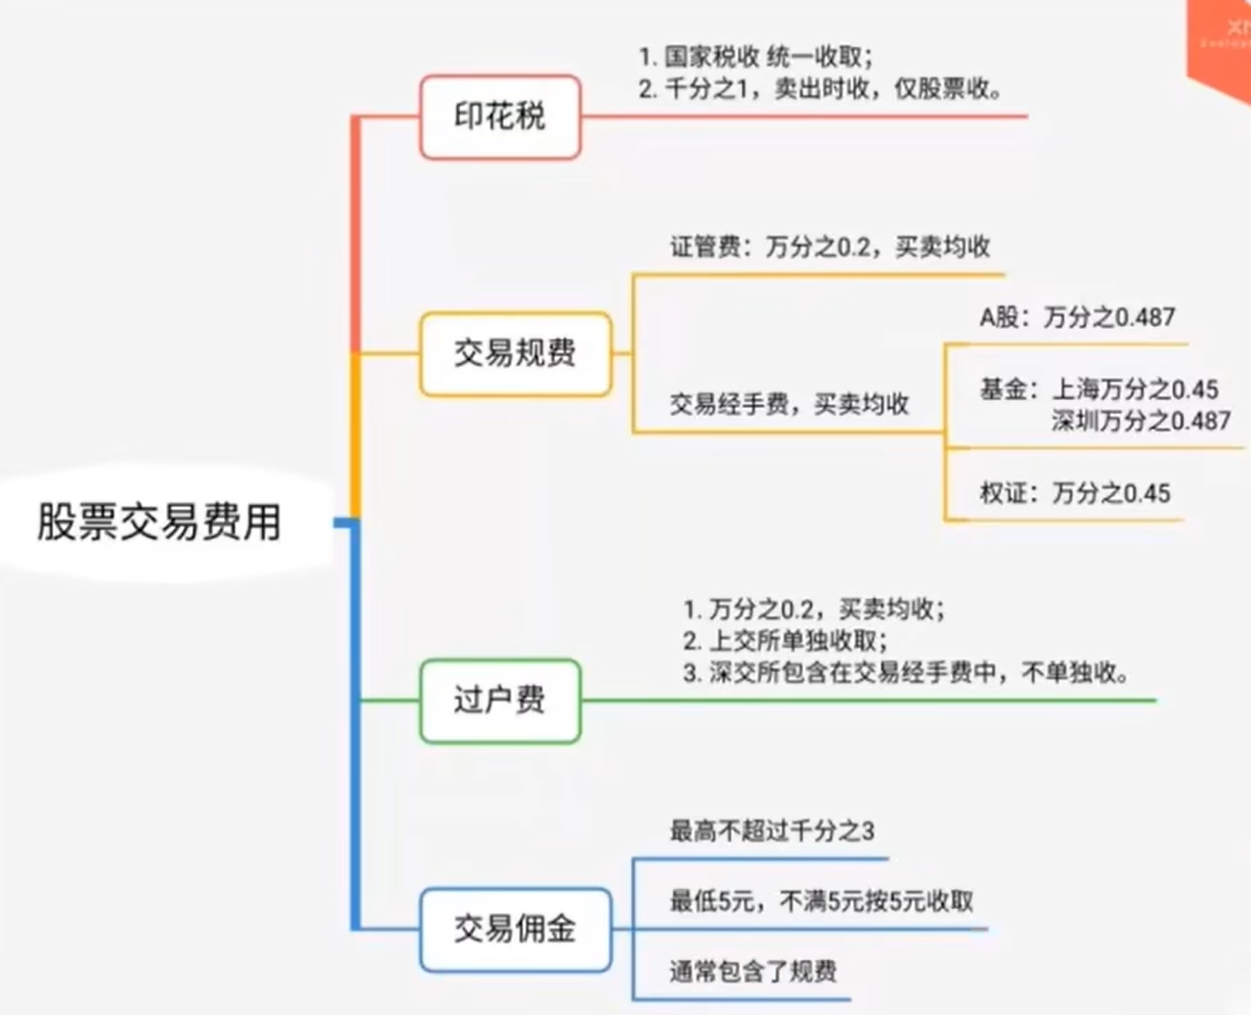 股票交易费用
印花税
1. 国家税收 统一收取；
2. 千分之1，卖出时收，仅股票收。
交易规费
证管费：万分之0.2，买卖均收
交易经手费，买卖均收
A股：万分之0.487
基金：上海万分之0.45
深圳万分之0.487
权证：万分之0.45
过户费
1. 万分之0.2，买卖均收；
2. 上交所单独收取；
3. 深交所包含在交易经手费中，不单独收。
交易佣金
最高不超过千分之3
最低5元，不满5元按5元收取
通常包含了规费